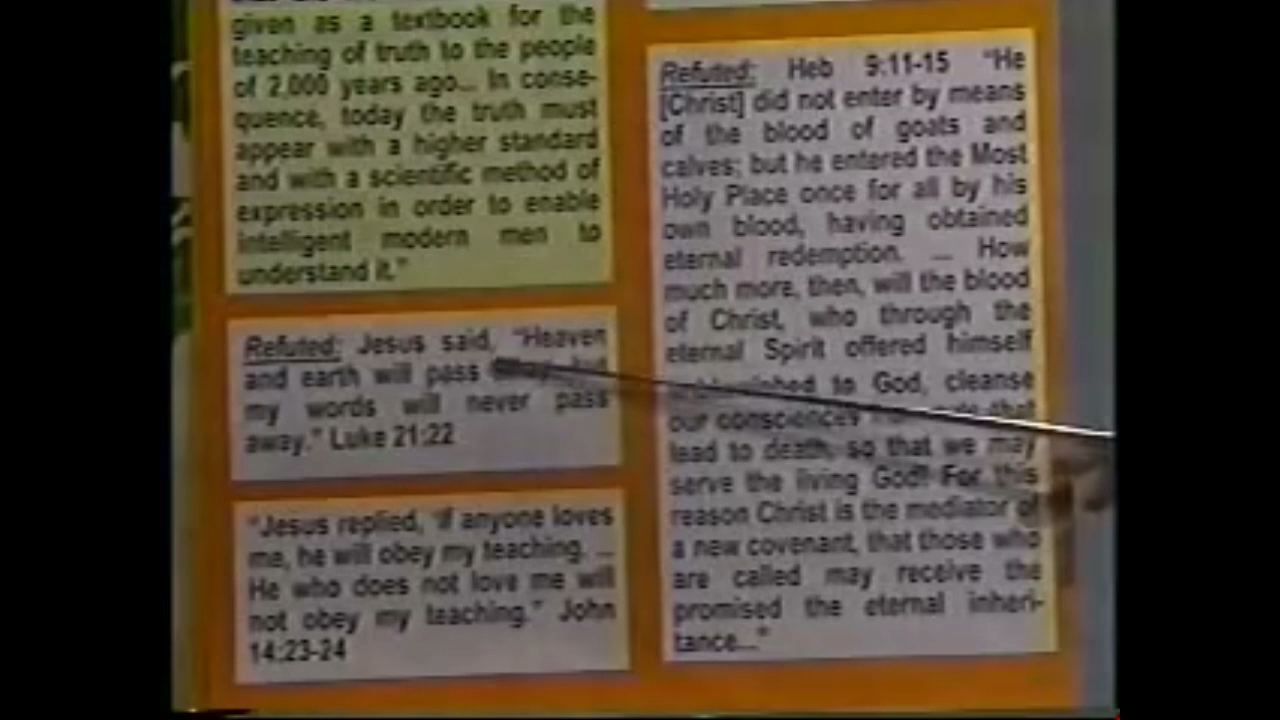 given as a textbook for the
teaching of truth to the people
of 2,000 years ago... In conse-
quence, today the truth must
appear with a higher standard
and with a scientific method of
expression in order to enable
intelligent modern men to
understand it."
Refuted: Jesus said, "Heaven
and earth will pass
my words will never pass
away." Luke 21:22
"Jesus replied, 'if anyone loves
me, he will obey my teaching. ...
He who does not love me will
not obey my teaching." John
14:23-24
Refuted: Heb 9:11-15 "He
[Christ] did not enter by means
of the blood of goats and
calves; but he entered the Most
Holy Place once for all by his
own blood, having obtained
eternal redemption. ... How
much more, then, will the blood
of Christ, who through the
eternal Spirit offered himself
to God, cleanse
our consciences that
lead to death, so that we may
serve the living God! For this
reason Christ is the mediator of
a new covenant, that those who
are called may receive the
promised the eternal inheri-
tance..."